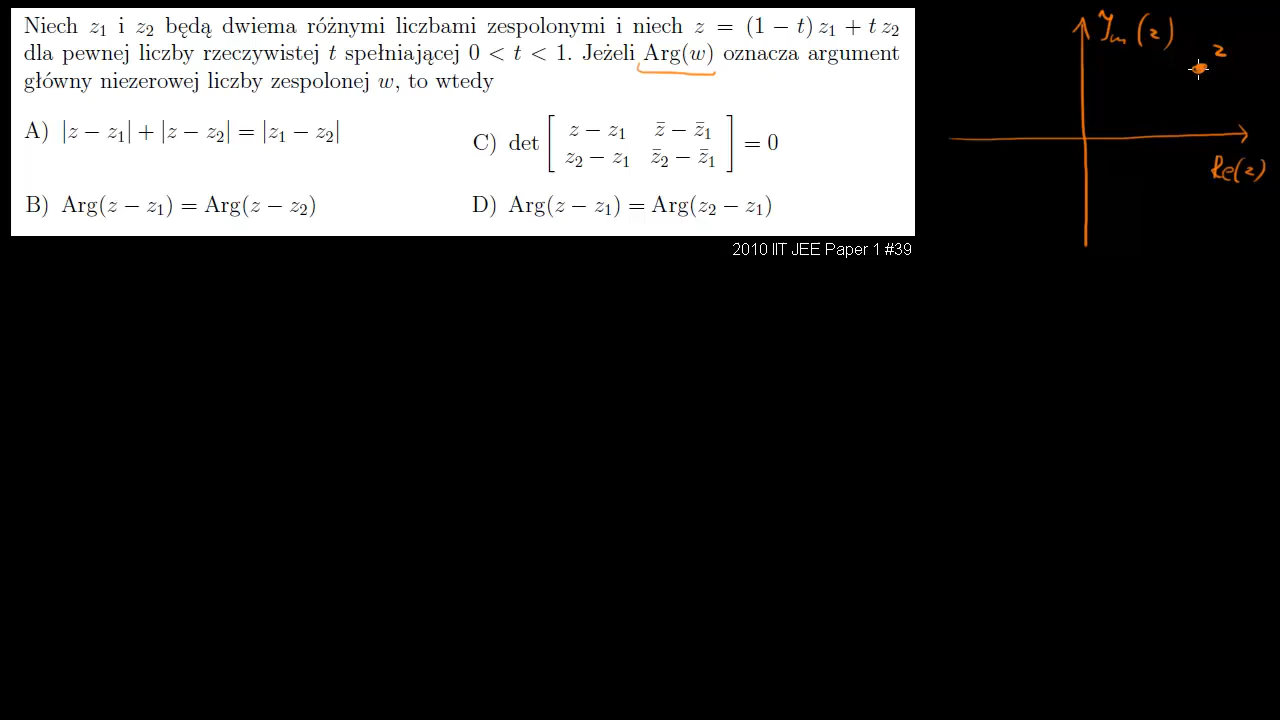 Niech z₁ i z₂ będą dwiema różnymi liczbami zespolonymi i niech z = (1 − t) z₁ + t z₂
dla pewnej liczby rzeczywistej t spełniającej 0 < t < 1. Jeżeli Arg(w) oznacza argument
główny niezerowej liczby zespolonej w, to wtedy
A) |z − z₁| + |z − z₂| = |z₁ − z₂|
C) det [ z − z₁ z̄ − z̄₁
z₂ − z₁ z̄₂ − z̄₁ ] = 0
B) Arg(z − z₁) = Arg(z − z₂)
D) Arg(z − z₁) = Arg(z₂ − z₁)
2010 IIT JEE Paper 1 #39
Im(z)
z
Re(z)